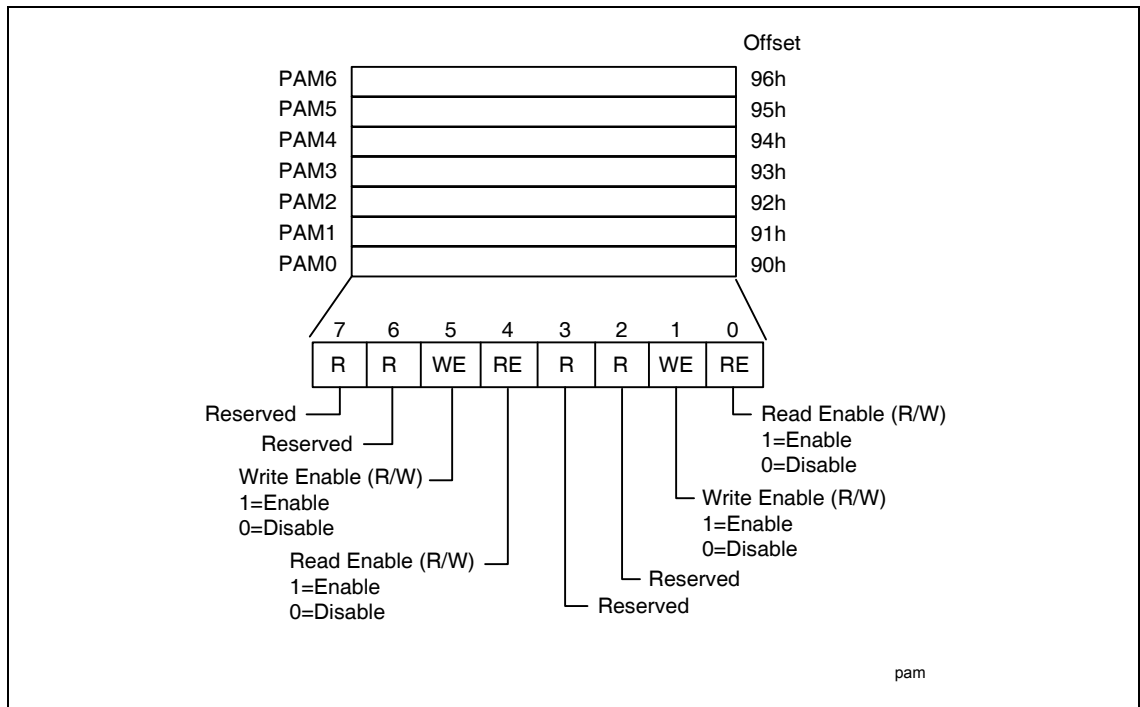 Offset
PAM6 96h
PAM5 95h
PAM4 94h
PAM3 93h
PAM2 92h
PAM1 91h
PAM0 90h
7 6 5 4 3 2 1 0
R R WE RE R R WE RE
Reserved
Reserved
Write Enable (R/W)
1=Enable
0=Disable
Read Enable (R/W)
1=Enable
0=Disable
Read Enable (R/W)
1=Enable
0=Disable
Write Enable (R/W)
1=Enable
0=Disable
Reserved
Reserved
pam